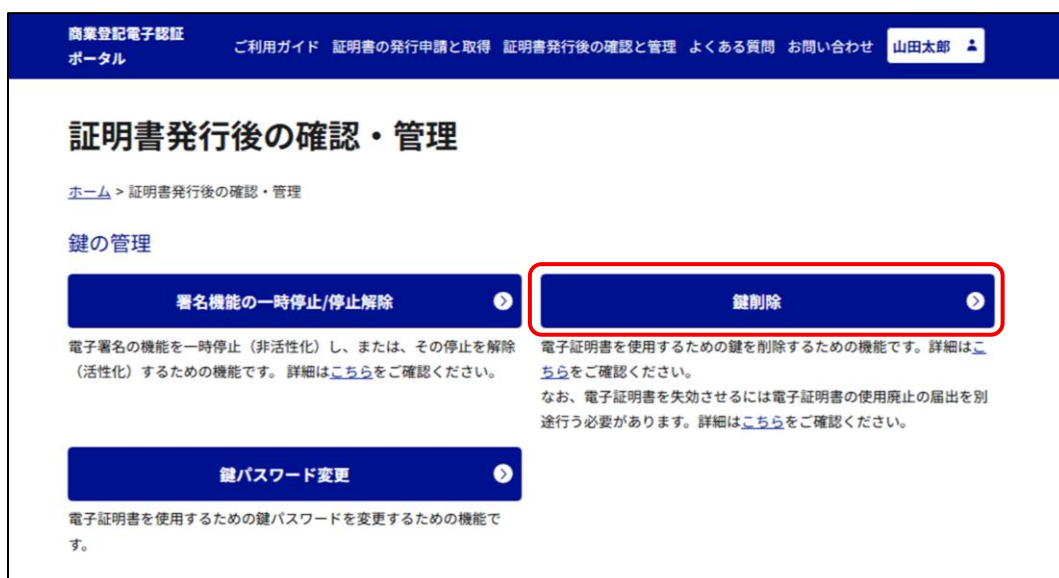 商業登記電子認証
ポータル
ご利用ガイド 証明書の発行申請と取得 証明書発行後の確認と管理 よくある質問 お問い合わせ 山田太郎
証明書発行後の確認・管理
ホーム > 証明書発行後の確認・管理
鍵の管理
署名機能の一時停止/停止解除
電子署名の機能を一時停止（非活性化）し、または、その停止を解除
（活性化）するための機能です。 詳細はこちらをご確認ください。
鍵削除
電子証明書を使用するための鍵を削除するための機能です。詳細はこ
ちらをご確認ください。
なお、電子証明書を失効させるには電子証明書の使用廃止の届出を別
途行う必要があります。詳細はこちらをご確認ください。
鍵パスワード変更
電子証明書を使用するための鍵パスワードを変更するための機能で
す。